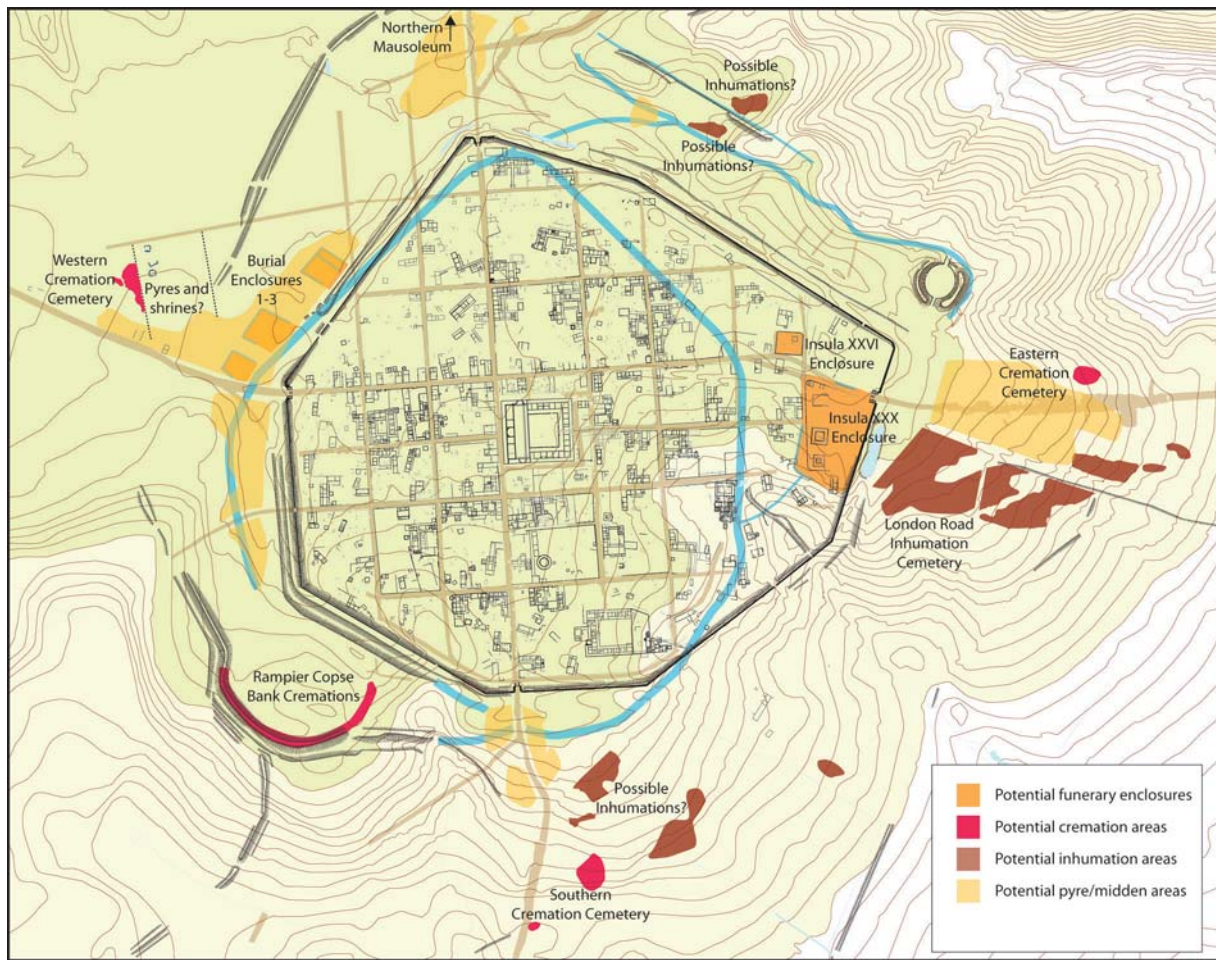 Northern
Mausoleum
Possible
Inhumations?
Possible
Inhumations?
Western
Cremation
Cemetery
Pyres and
shrines?
Burial
Enclosures
1-3
Insula XXVI
Enclosure
Eastern
Cremation
Cemetery
Insula XXX
Enclosure
London Road
Inhumation
Cemetery
Rampier Copse
Bank Cremations
Possible
Inhumations?
Southern
Cremation Cemetery
Potential funerary enclosures
Potential cremation areas
Potential inhumation areas
Potential pyre/midden areas